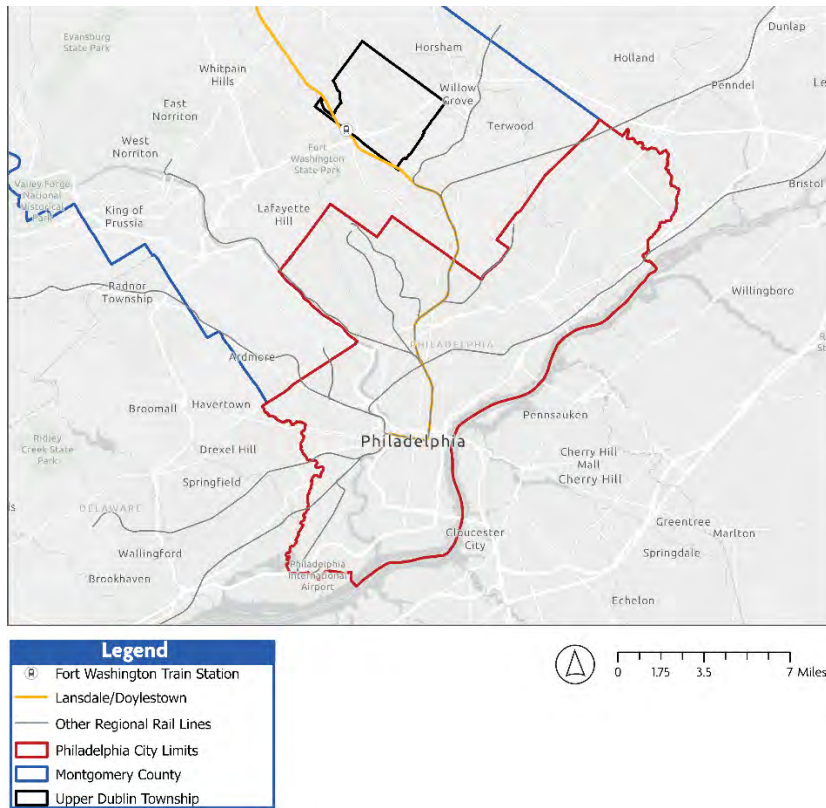 Evansburg
State Park
Horsham
Dunlap
Holland
Whitpain
Hills
Willow
Grove
Penndel
Le
East
Norriton
Terwood
West
Norriton
Fort
Washington
State Park
Valley Forge
National
Historical
Park
King of
Prussia
Lafayette
Hill
Bristol
Radnor
Township
Willingboro
PHILADELPHIA
Ardmore
Broomall
Havertown
Pennsauken
Philadelphia
Ridley
Creek State
Park
Drexel Hill
Cherry Hill
Mall
Cherry Hill
Springfield
DELAWARE
Greentree
Marlton
Gloucester
City
Wallingford
Springdale
Philadelphia
International
Airport
Brookhaven
Echelon
Legend
Fort Washington Train Station
Lansdale/Doylestown
Other Regional Rail Lines
Philadelphia City Limits
Montgomery County
Upper Dublin Township
0 1.75 3.5 7 Miles